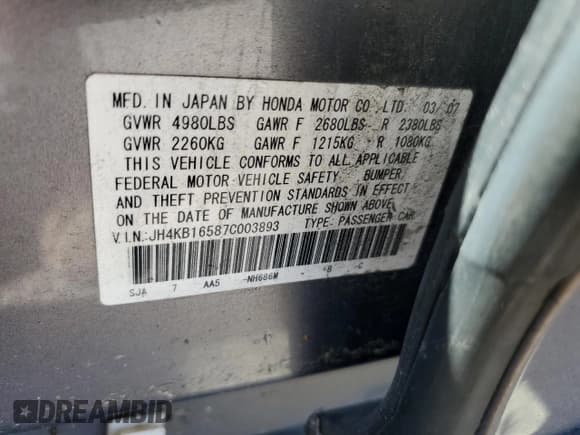 MFD. IN JAPAN BY HONDA MOTOR CO.,LTD. 03/07
GVWR 4980LBS GAWR F 2680LBS R 2380LBS
GVWR 2260KG GAWR F 1215KG R 1080KG
THIS VEHICLE CONFORMS TO ALL APPLICABLE
FEDERAL MOTOR VEHICLE SAFETY, BUMPER,
AND THEFT PREVENTION STANDARDS IN EFFECT
ON THE DATE OF MANUFACTURE SHOWN ABOVE.
V.I.N.:JH4KB16587C003893 TYPE: PASSENGER CAR
SJA 7 AA5 NH686M - B C
DREAMBID